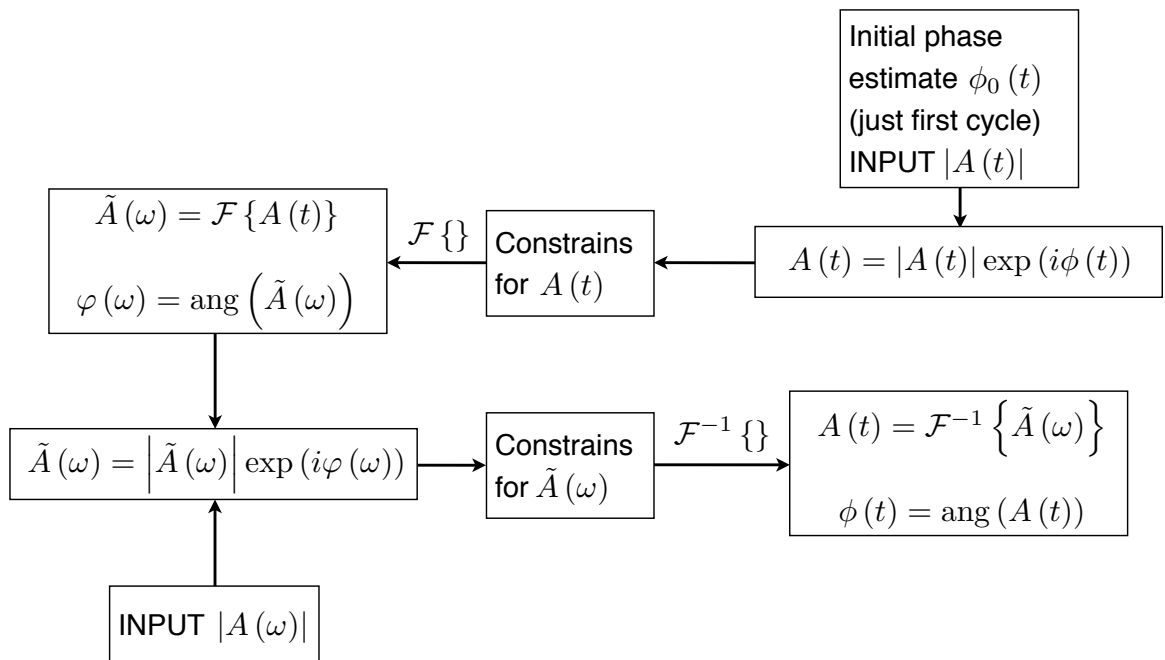 Initial phase
estimate ϕ₀ (t)
(just first cycle)
INPUT |A (t)|
A (t) = |A (t)| exp (iϕ (t))
Constrains
for A (t)
F {}
Ã (ω) = F {A (t)}
φ (ω) = ang (Ã (ω))
Ã (ω) = |Ã (ω)| exp (iφ (ω))
INPUT |A (ω)|
Constrains
for Ã (ω)
F⁻¹ {}
A (t) = F⁻¹ {Ã (ω)}
ϕ (t) = ang (A (t))